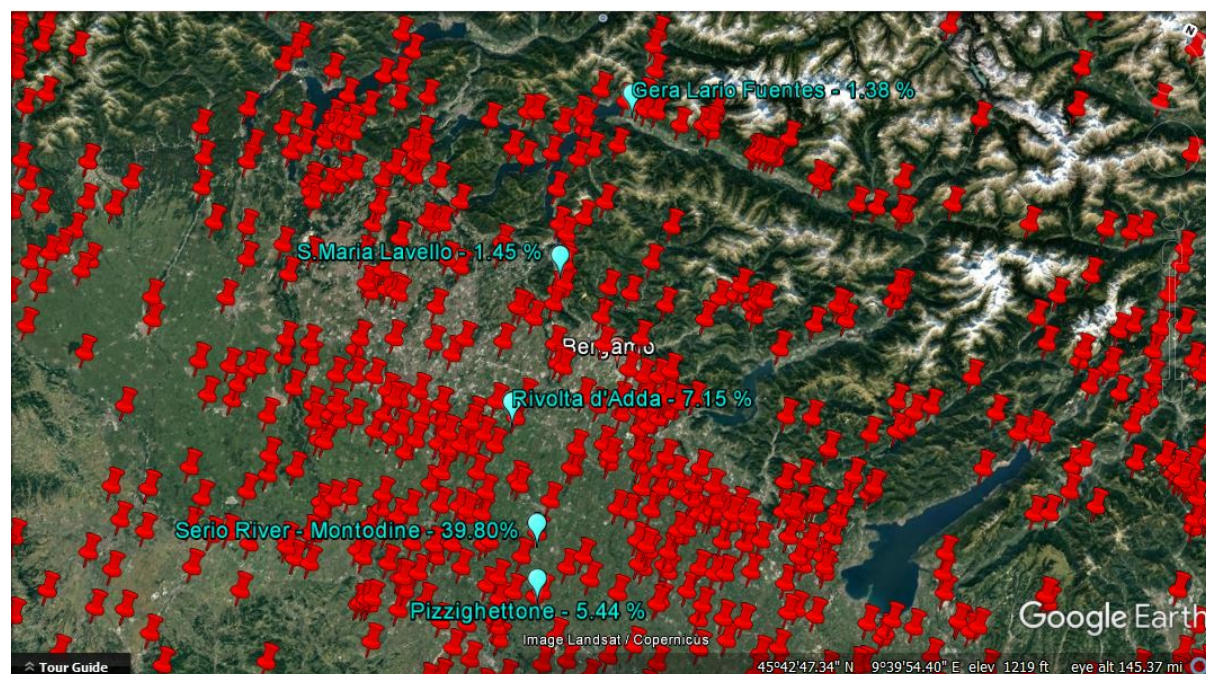 N
Gera Lario Fuentes - 1.38 %
S.Maria Lavello - 1.45 %
Bergamo
Rivolta d'Adda - 7.15 %
Serio River - Montodine - 39.80%
Pizzighettone - 5.44 %
Google Earth
Image Landsat / Copernicus
Tour Guide
45°42'47.34" N 9°39'54.40" E elev 1219 ft eye alt 145.37 mi